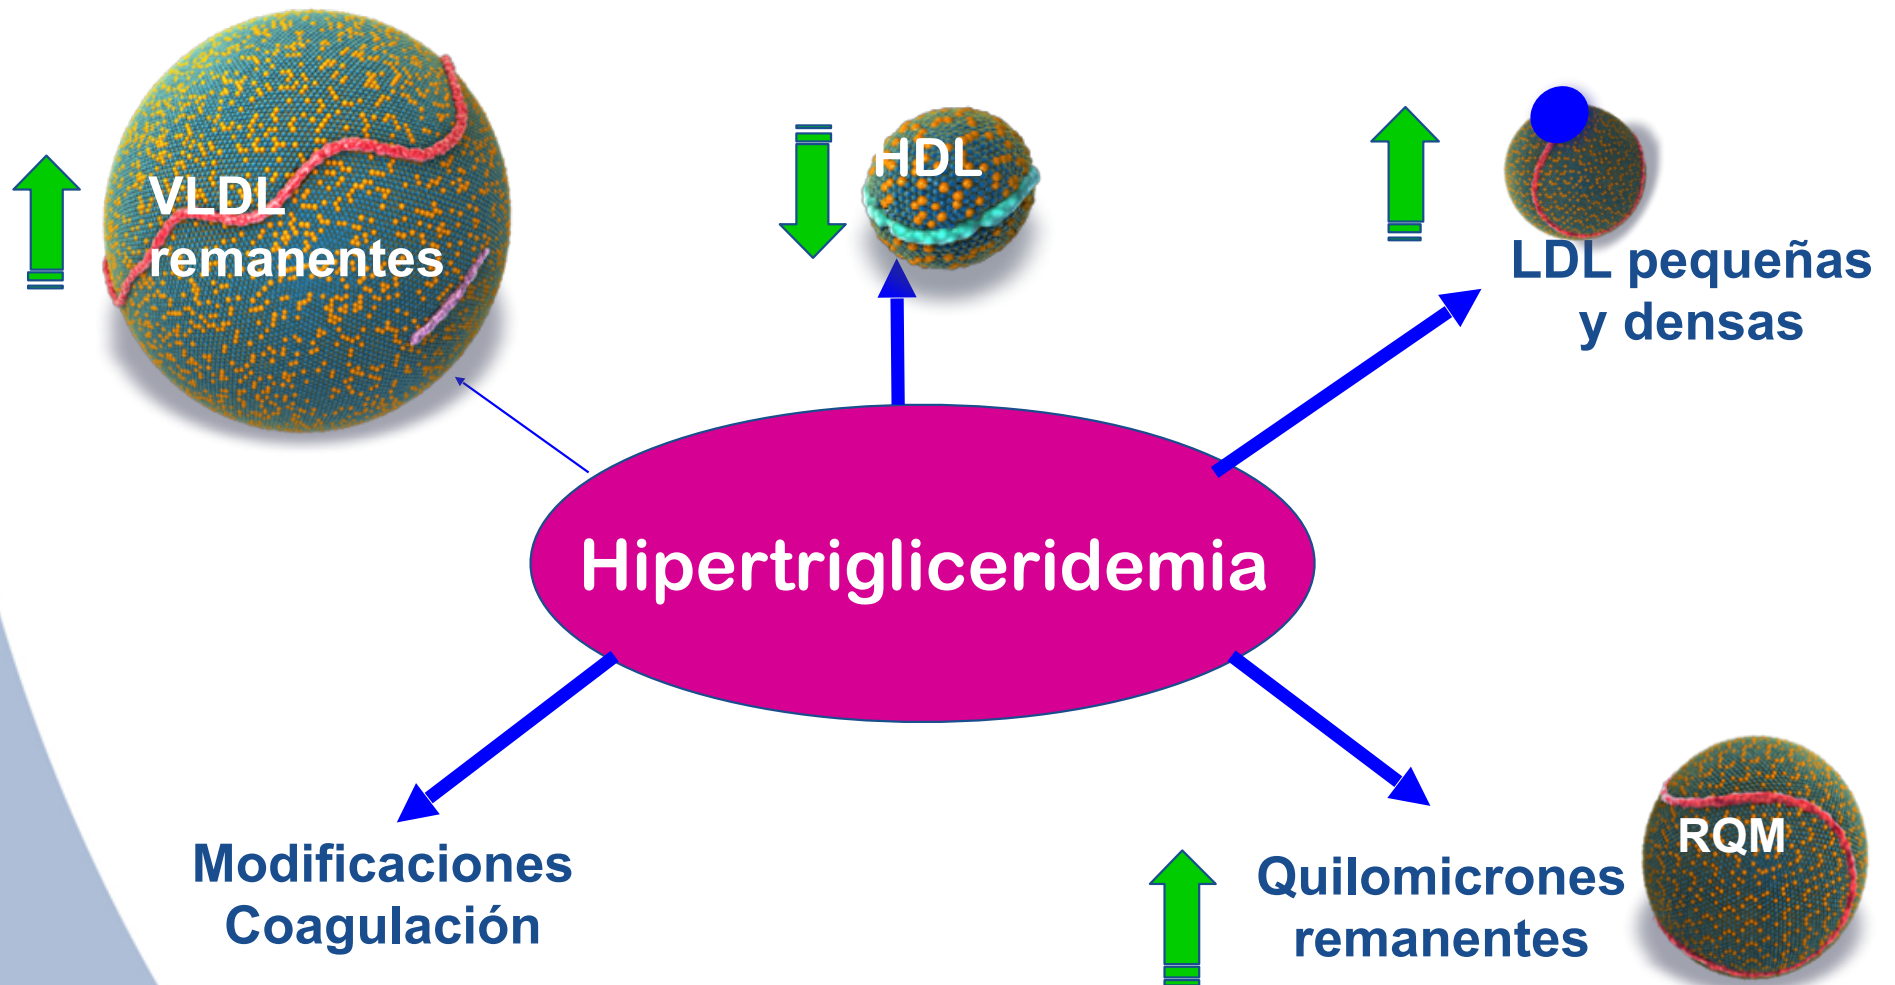 VLDL
remanentes
HDL
LDL pequeñas
y densas
Hipertrigliceridemia
Modificaciones
Coagulación
Quilomicrones
remanentes
RQM